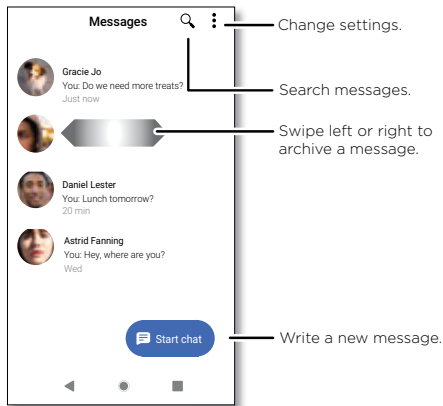 Messages
Change settings.
Search messages.
Gracie Jo
You: Do we need more treats?
Just now
Swipe left or right to
archive a message.
Daniel Lester
You: Lunch tomorrow?
20 min
Astrid Fanning
You: Hey, where are you?
Wed
Start chat
Write a new message.